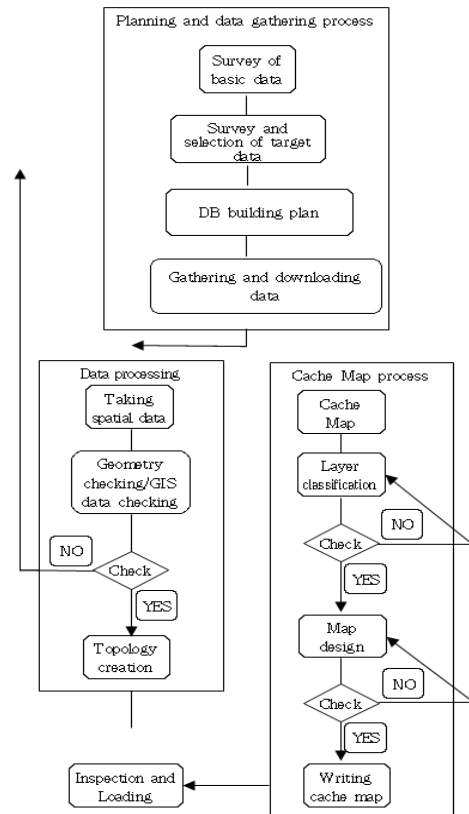 Planning and data gathering process
Survey of
basic data
Survey and
selection of target
data
DB building plan
Gathering and downloading
data
Data processing
Taking
spatial data
Geometry
checking/GIS
data checking
NO
Check
YES
Topology
creation
Cache Map process
Cache
Map
Layer
classification
NO
Check
YES
Map
design
NO
Check
YES
Writing
cache map
Inspection and
Loading